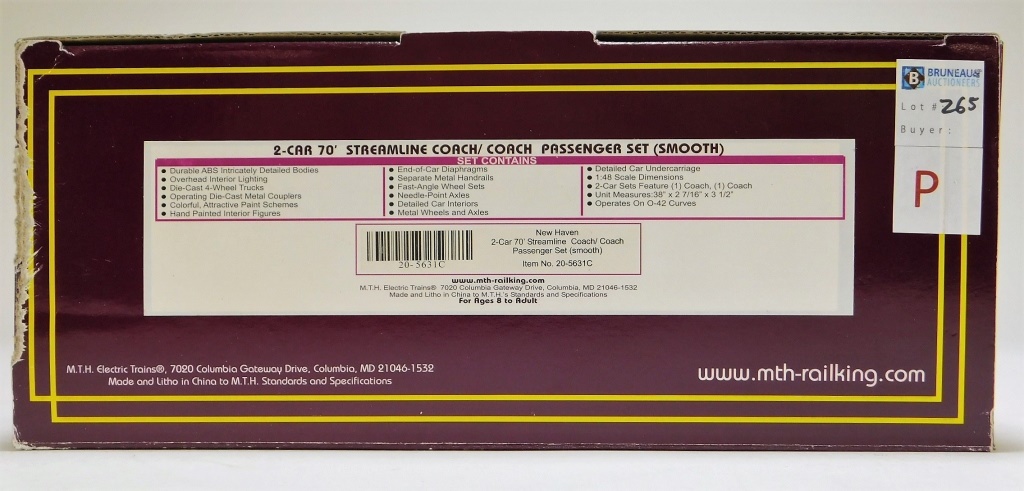 BRUNEAU &
AUCTIONEERS
Lot # 265
Buyer:
P
2-CAR 70' STREAMLINE COACH/ COACH PASSENGER SET (SMOOTH)
SET CONTAINS
• Durable ABS Intricately Detailed Bodies
• Overhead Interior Lighting
• Die-Cast 4-Wheel Trucks
• Operating Die-Cast Metal Couplers
• Colorful, Attractive Paint Schemes
• Hand Painted Interior Figures
• End-of-Car Diaphragms
• Separate Metal Handrails
• Fast-Angle Wheel Sets
• Needle-Point Axles
• Detailed Car Interiors
• Metal Wheels and Axles
• Detailed Car Undercarriage
• 1:48 Scale Dimensions
• 2-Car Sets Feature (1) Coach, (1) Coach
• Unit Measures:38" x 2 7/16" x 3 1/2"
• Operates On O-42 Curves
20-5631C
New Haven
2-Car 70' Streamline Coach/ Coach
Passenger Set (smooth)
Item No. 20-5631C
www.mth-railking.com
M.T.H. Electric Trains® 7020 Columbia Gateway Drive, Columbia, MD 21046-1532
Made and Litho in China to M.T.H.'s Standards and Specifications
For Ages 8 to Adult
M.T.H. Electric Trains®, 7020 Columbia Gateway Drive, Columbia, MD 21046-1532
Made and Litho in China to M.T.H. Standards and Specifications
www.mth-railking.com